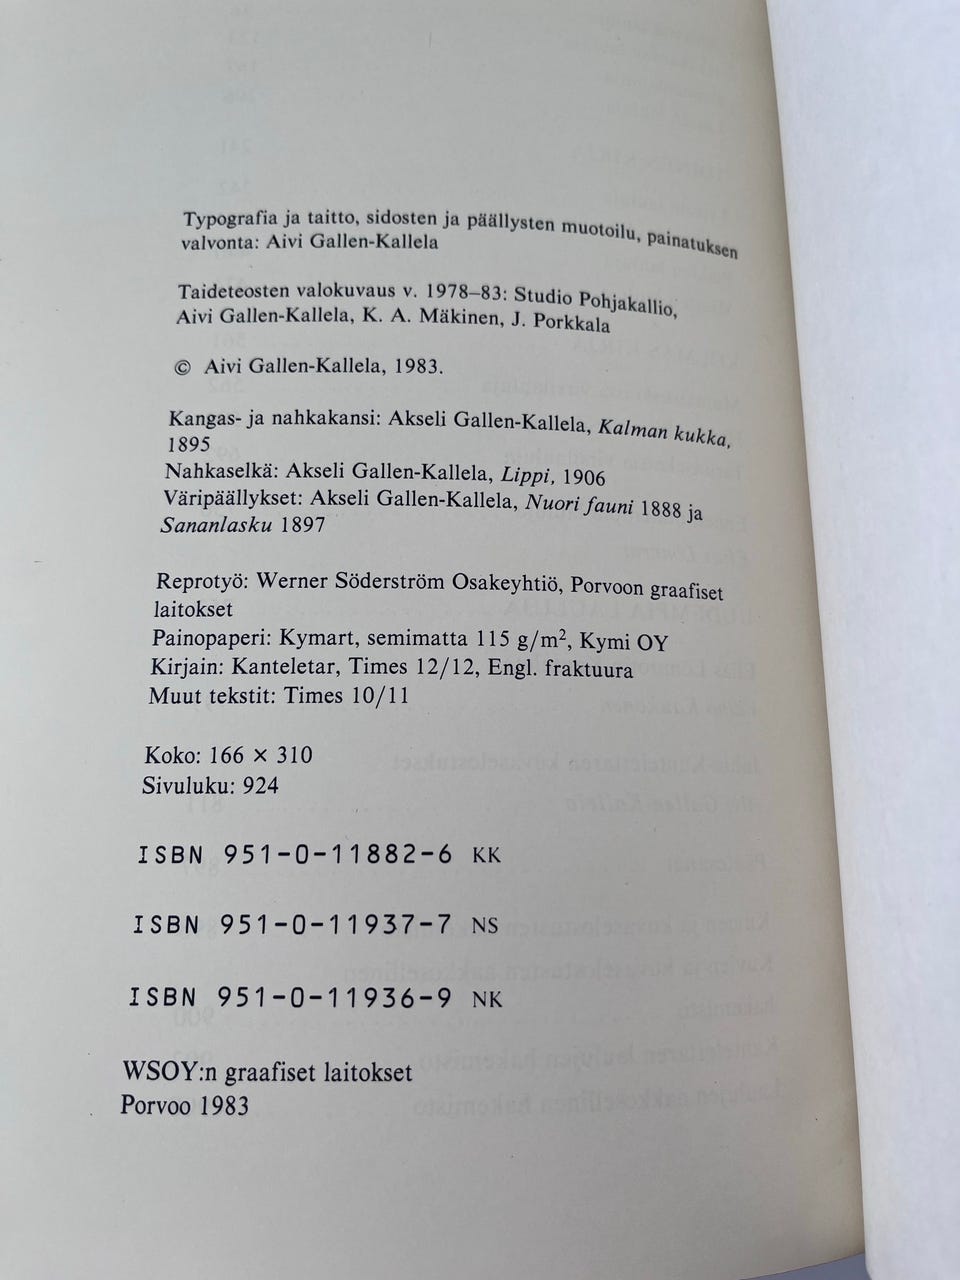 Typografia ja taitto, sidosten ja päällysten muotoilu, painatuksen
valvonta: Aivi Gallen-Kallela
Taideteosten valokuvaus v. 1978–83: Studio Pohjakallio,
Aivi Gallen-Kallela, K. A. Mäkinen, J. Porkkala
© Aivi Gallen-Kallela, 1983.
Kangas- ja nahkakansi: Akseli Gallen-Kallela, Kalman kukka,
1895
Nahkaselkä: Akseli Gallen-Kallela, Lippi, 1906
Väripäällykset: Akseli Gallen-Kallela, Nuori fauni 1888 ja
Sananlasku 1897
Reprotyö: Werner Söderström Osakeyhtiö, Porvoon graafiset
laitokset
Painopaperi: Kymart, semimatta 115 g/m², Kymi OY
Kirjain: Kanteletar, Times 12/12, Engl. fraktuura
Muut tekstit: Times 10/11
Koko: 166 × 310
Sivuluku: 924
ISBN 951-0-11882-6 KK
ISBN 951-0-11937-7 NS
ISBN 951-0-11936-9 NK
WSOY:n graafiset laitokset
Porvoo 1983